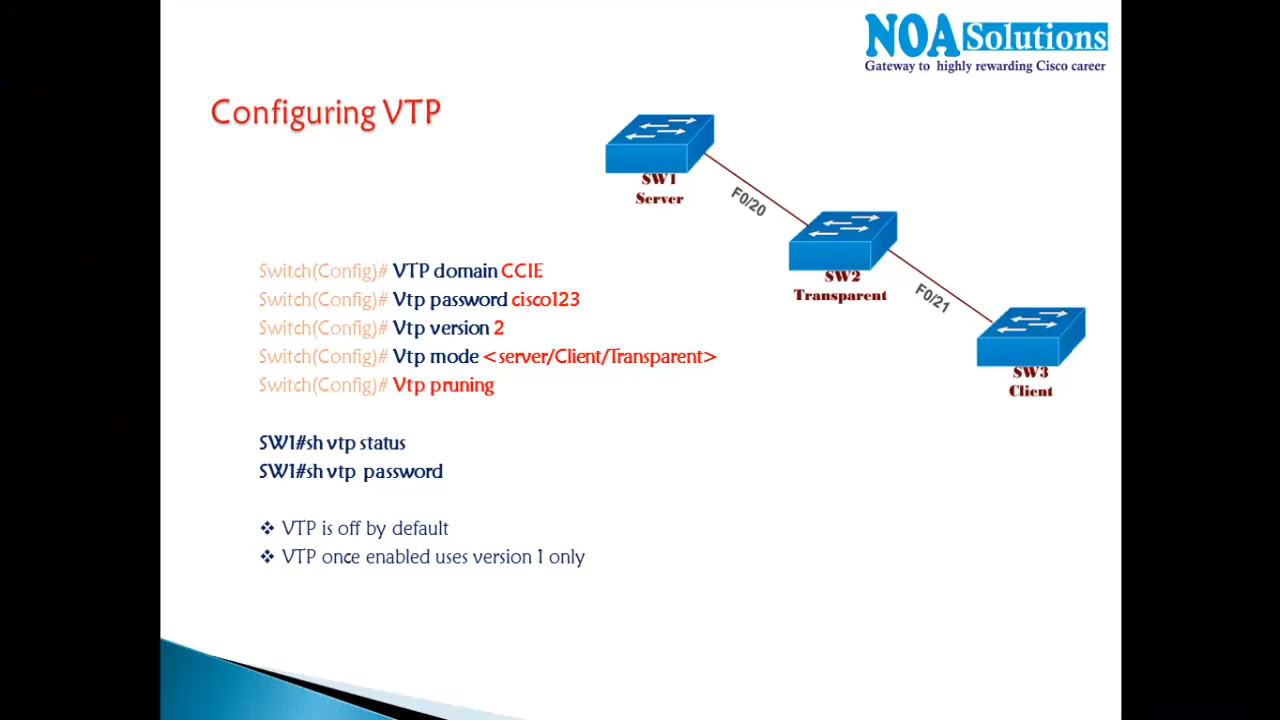 NOA Solutions
Gateway to highly rewarding Cisco career
Configuring VTP
SW1
Server
F0/20
SW2
Transparent
F0/21
SW3
Client
Switch(Config)# VTP domain CCIE
Switch(Config)# Vtp password cisco123
Switch(Config)# Vtp version 2
Switch(Config)# Vtp mode <server/Client/Transparent>
Switch(Config)# Vtp pruning
SW1#sh vtp status
SW1#sh vtp password
❖ VTP is off by default
❖ VTP once enabled uses version 1 only